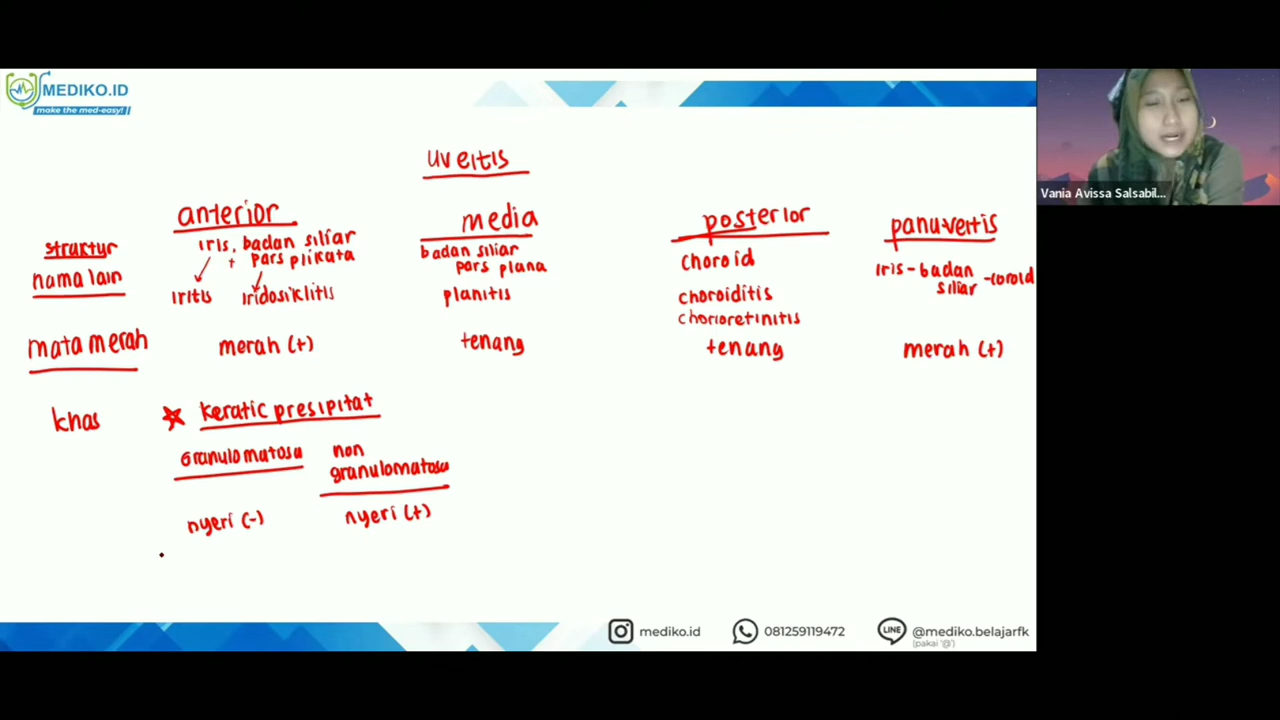 MEDIKO.ID
make the med-easy!
Vania Avissa Salsabil...
uveitis
anterior media posterior panuveitis
struktur iris, badan siliar badan siliar choroid iris - badan
+ pars plikata pars plana siliar - coroid
nama lain iritis iridosiklitis planitis choroiditis
chorioretinitis
mata merah merah (+) tenang tenang merah (+)
khas keratic presipitat
granulomatosa non
granulomatosa
nyeri (-) nyeri (+)
mediko.id 081259119472 LINE @mediko.belajarfk
(pakai '@')